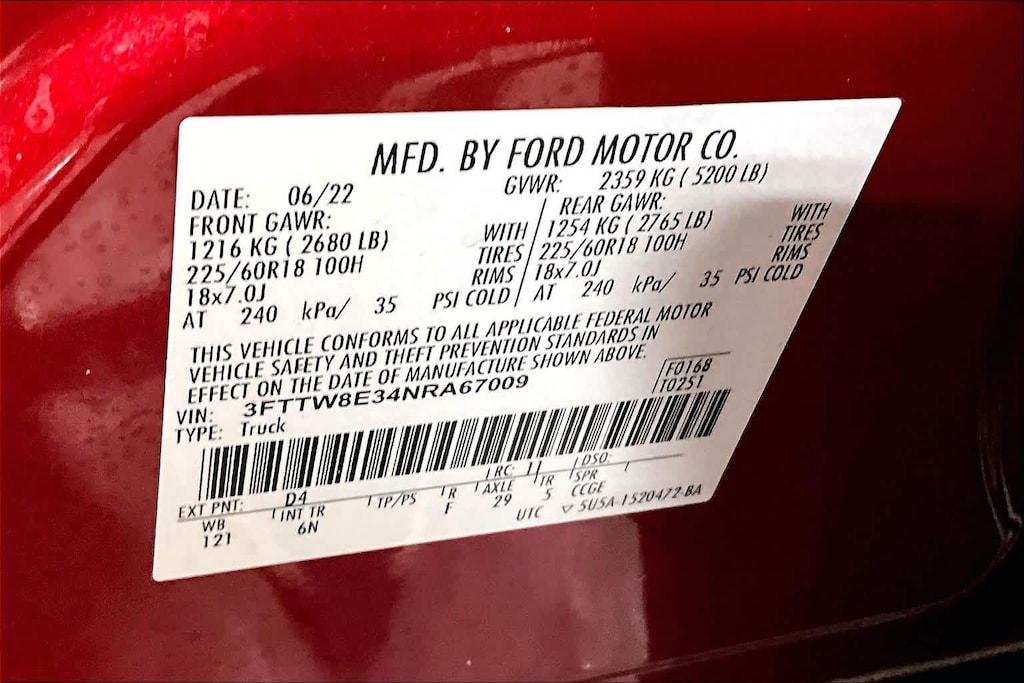 MFD. BY FORD MOTOR CO.
DATE: 06/22 GVWR: 2359 KG ( 5200 LB)
FRONT GAWR: REAR GAWR:
1216 KG ( 2680 LB) WITH 1254 KG ( 2765 LB) WITH
225/60R18 100H TIRES 225/60R18 100H TIRES
18x7.0J RIMS 18x7.0J RIMS
AT 240 kPa/ 35 PSI COLD AT 240 kPa/ 35 PSI COLD
THIS VEHICLE CONFORMS TO ALL APPLICABLE FEDERAL MOTOR
VEHICLE SAFETY AND THEFT PREVENTION STANDARDS IN
EFFECT ON THE DATE OF MANUFACTURE SHOWN ABOVE.
VIN: 3FTTW8E34NRA67009 F0168
TYPE: Truck T0251
EXT PNT: D4 RC: 11 DSO:
WB INT TR TP/PS R AXLE TR SPR
121 6N F 29 5 CCGE
UTC ▽ 5U5A-1520472-BA